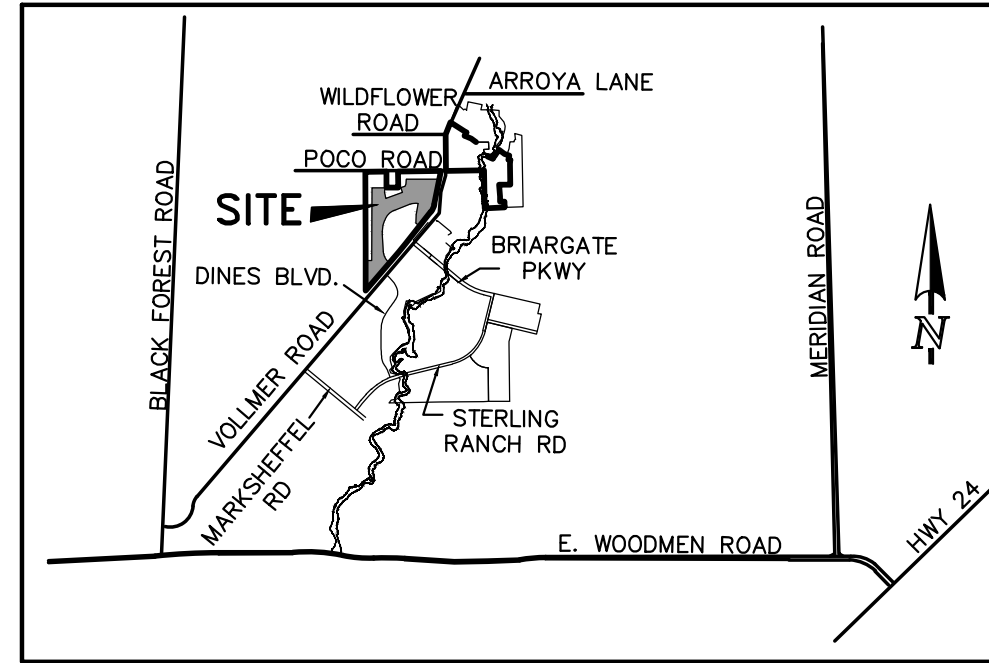 ARROYA LANE
WILDFLOWER
ROAD
POCO ROAD
SITE
BLACK FOREST ROAD
DINES BLVD.
BRIARGATE
PKWY
MERIDIAN ROAD
N
VOLLMER ROAD
MARKSHEFFEL
RD
STERLING
RANCH RD
HWY 24
E. WOODMEN ROAD